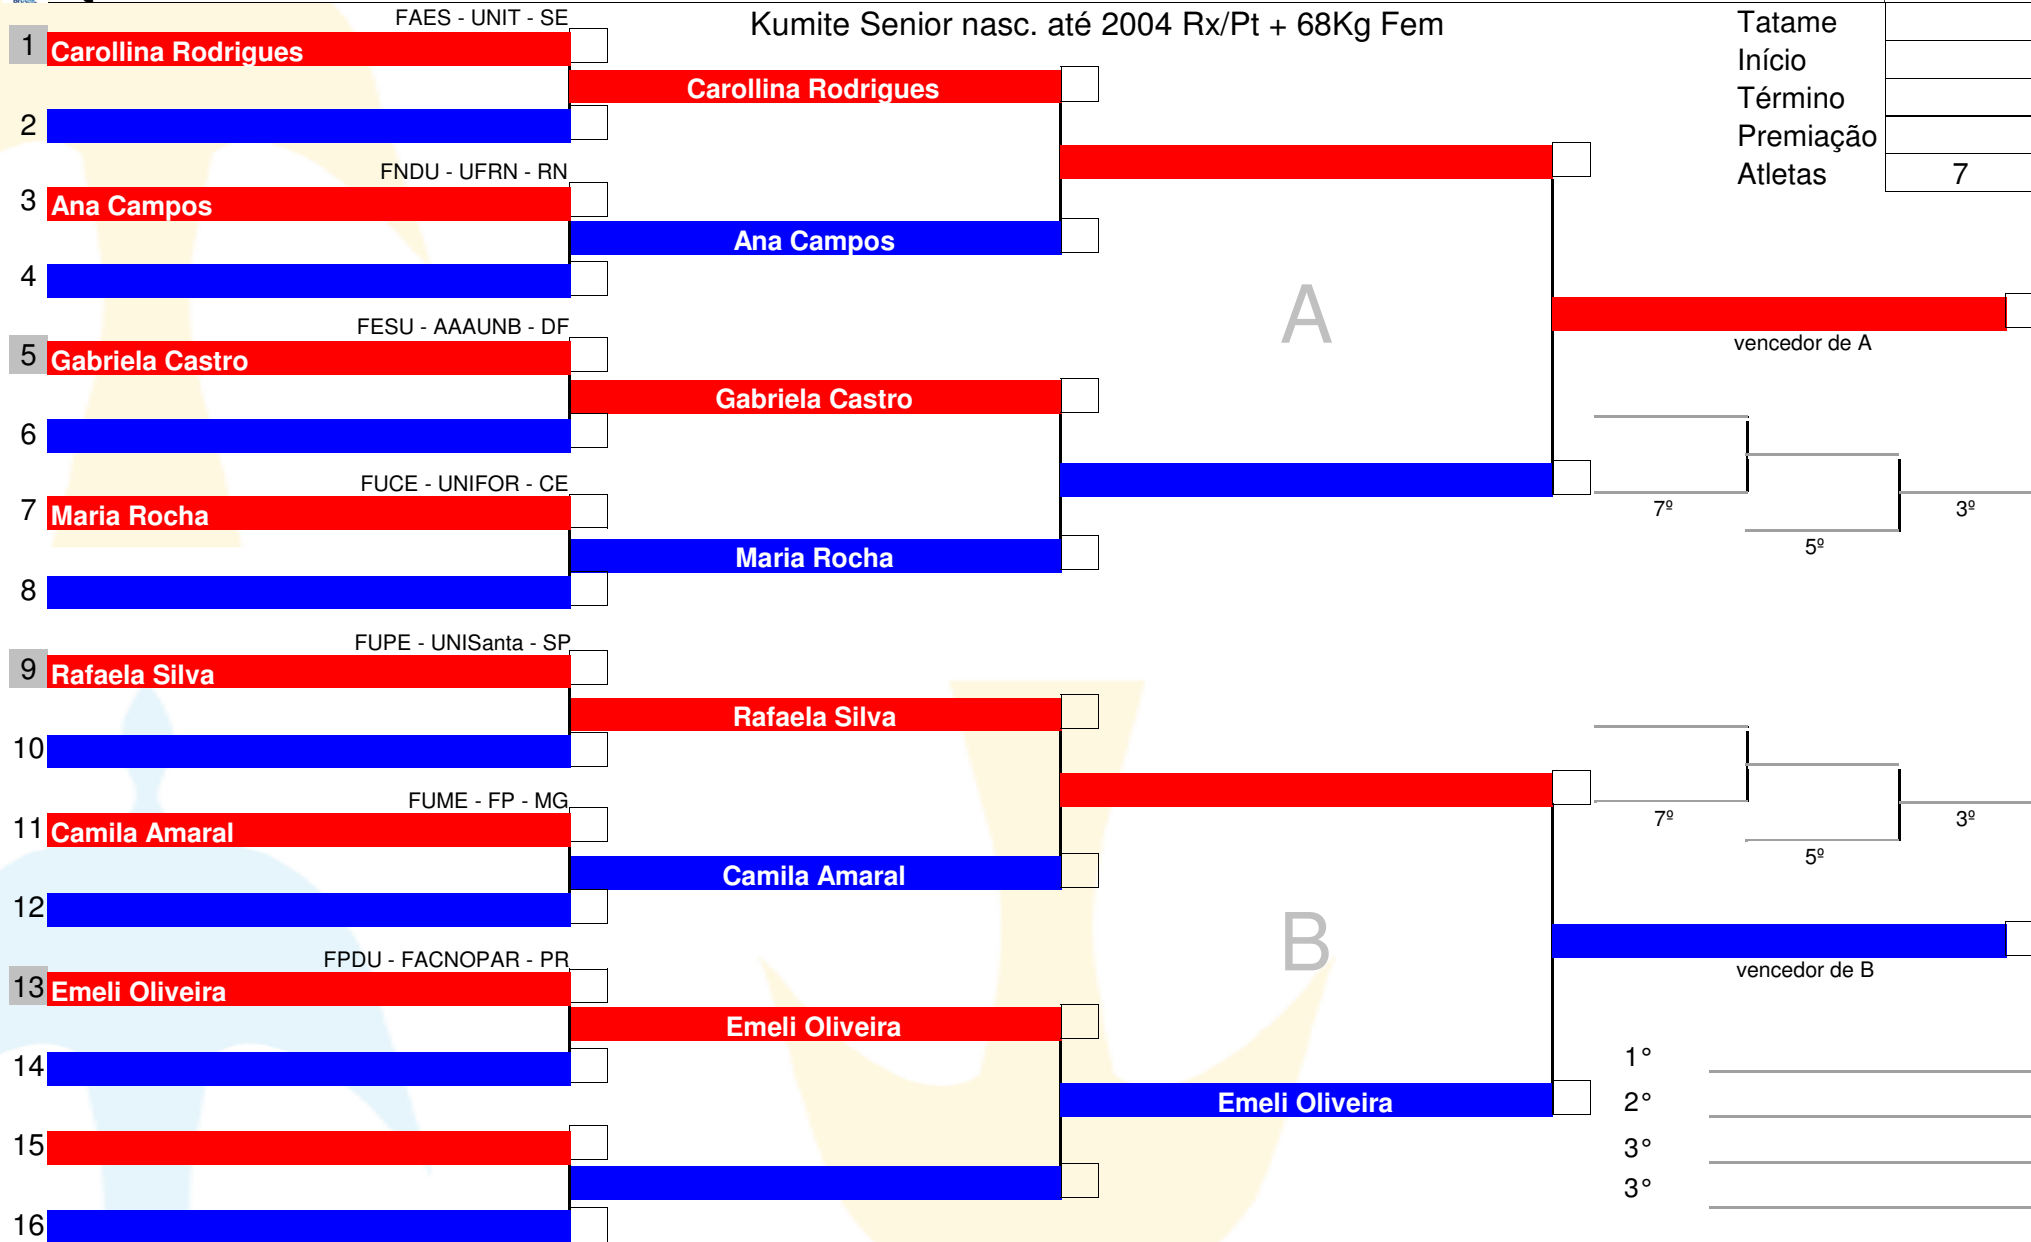 Kumite Senior nasc. até 2004 Rx/Pt + 68Kg Fem
Tatame
Início
Término
Premiação
Atletas 7
FAES - UNIT - SE
1 Carollina Rodrigues
Carollina Rodrigues
2
FNDU - UFRN - RN
3 Ana Campos
Ana Campos
4
A
FESU - AAAUNB - DF
5 Gabriela Castro
vencedor de A
Gabriela Castro
6
FUCE - UNIFOR - CE
7 Maria Rocha
7º
3º
5º
Maria Rocha
8
FUPE - UNISanta - SP
9 Rafaela Silva
Rafaela Silva
10
FUME - FP - MG
11 Camila Amaral
7º
3º
5º
Camila Amaral
12
B
FPDU - FACNOPAR - PR
vencedor de B
13 Emeli Oliveira
Emeli Oliveira
14
1°
Emeli Oliveira
2°
15
3°
3°
16